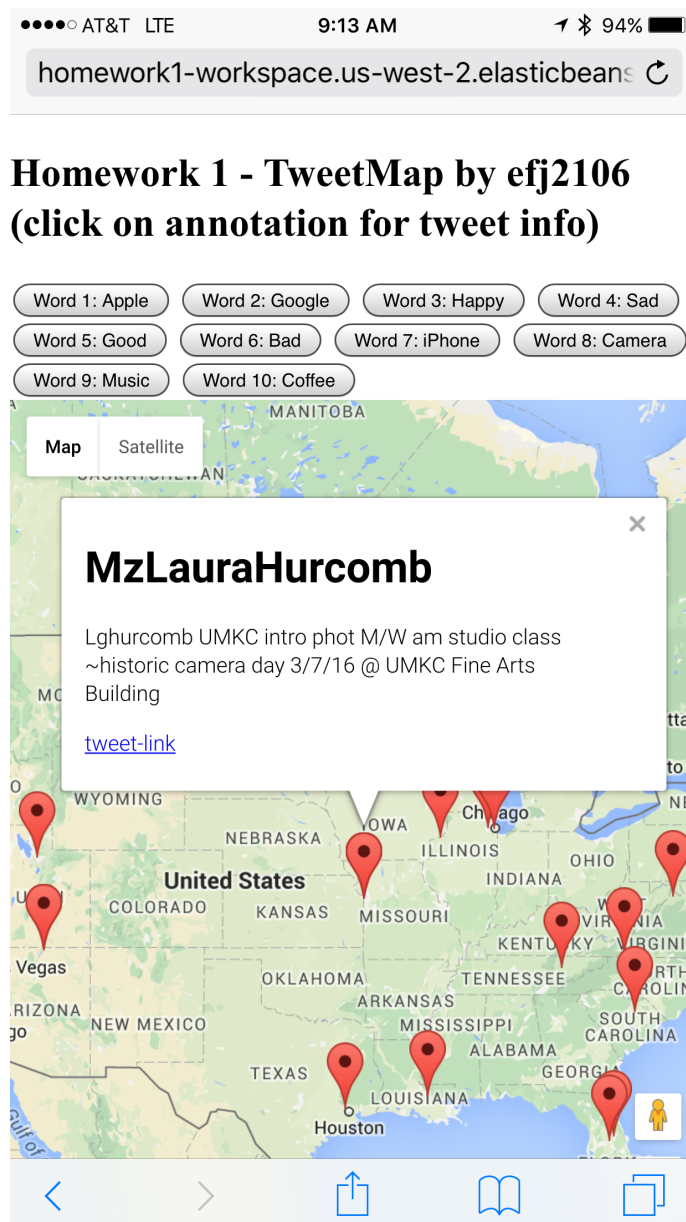 AT&T LTE 9:13 AM 94%
homework1-workspace.us-west-2.elasticbeans
Homework 1 - TweetMap by efj2106
(click on annotation for tweet info)
Word 1: Apple Word 2: Google Word 3: Happy Word 4: Sad
Word 5: Good Word 6: Bad Word 7: iPhone Word 8: Camera
Word 9: Music Word 10: Coffee
MANITOBA
Map Satellite
SASKATCHEWAN
MzLauraHurcomb
Lghurcomb UMKC intro phot M/W am studio class
~historic camera day 3/7/16 @ UMKC Fine Arts
Building
tweet-link
WYOMING
IOWA
Chicago
NEBRASKA
ILLINOIS
OHIO
United States
INDIANA
COLORADO
KANSAS
MISSOURI
KENTUCKY
VIRGINI
Vegas
OKLAHOMA
TENNESSEE
ARKANSAS
RIZONA
NEW MEXICO
MISSISSIPPI
SOUTH
CAROLINA
ALABAMA
TEXAS
GEORGIA
LOUISIANA
Houston
Gulf of